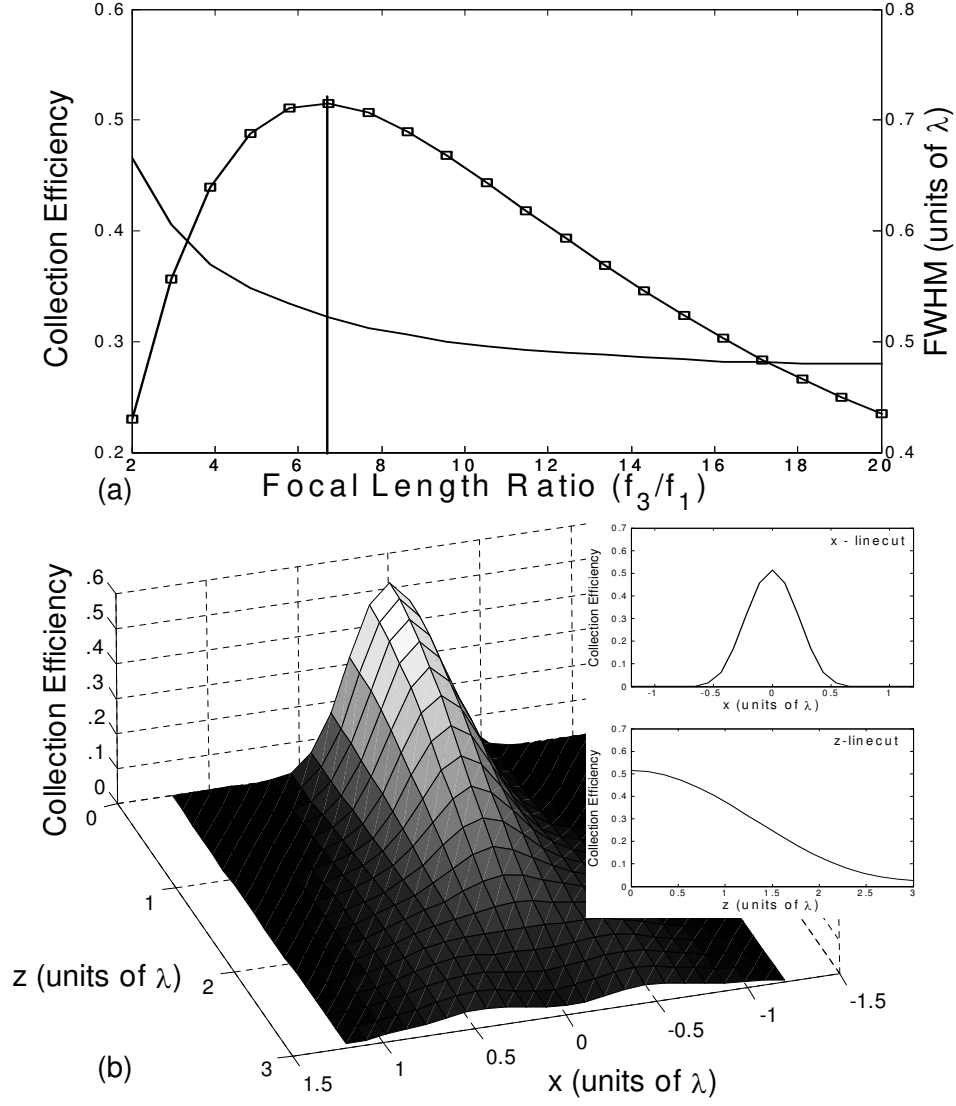 0.6
0.5
0.4
0.3
0.2
Collection Efficiency
0.8
0.7
0.6
0.5
0.4
FWHM (units of λ)
2 4 6 8 10 12 14 16 18 20
(a)
Focal Length Ratio (f3/f1)
.6
.5
.4
.3
.2
.1
0
Collection Efficiency
0
1
2
3
z (units of λ)
1.5 1 0.5 0 -0.5 -1 -1.5
x (units of λ)
(b)
x - linecut
0.7
0.6
0.5
0.4
0.3
0.2
0.1
0
Collection Efficiency
-1 -0.5 0 0.5 1
x (units of λ)
z-linecut
0.7
0.6
0.5
0.4
0.3
0.2
0.1
0
Collection Efficiency
0 0.5 1 1.5 2 2.5 3
z (units of λ)